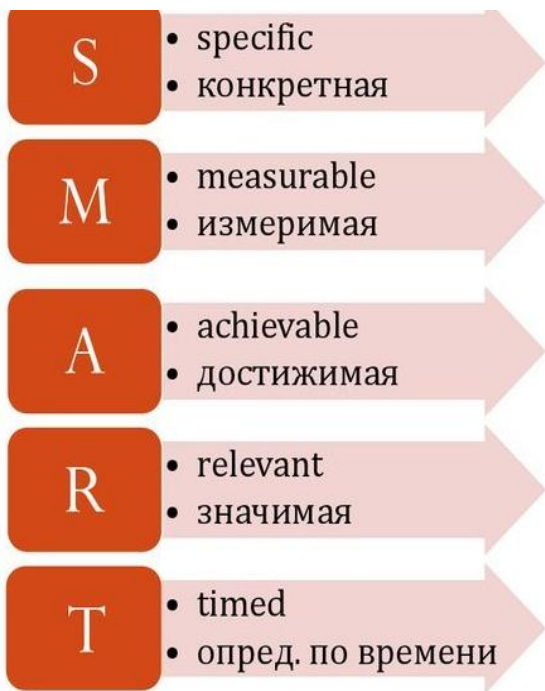 S
• specific
• конкретная
M
• measurable
• измеримая
A
• achievable
• достижимая
R
• relevant
• значимая
T
• timed
• опред. по времени